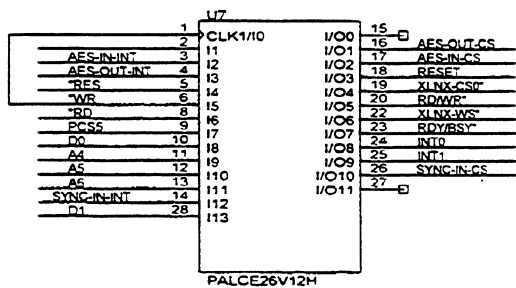 U7
1 CLK1/I0 I/O0 15
2 I1 I/O1 16 AES-OUT-CS
AES-IN-INT 3 I2 I/O2 17 AES-IN-CS
AES-OUT-INT 4 I3 I/O3 18 RESET
*RES 5 I4 I/O4 19 XLNX-CS0*
*WR 6 I5 I/O5 20 RD/WR*
*RD 8 I6 I/O6 22 XLNX-WS*
PCS5 9 I7 I/O7 23 RDY/BSY*
D0 10 I8 I/O8 24 INT0
A4 11 I9 I/O9 25 INT1
A5 12 I10 I/O10 26 SYNC-IN-CS
A6 13 I11 I/O11 27
SYNC-IN-INT 14 I12
D1 28 I13
PALCE26V12H